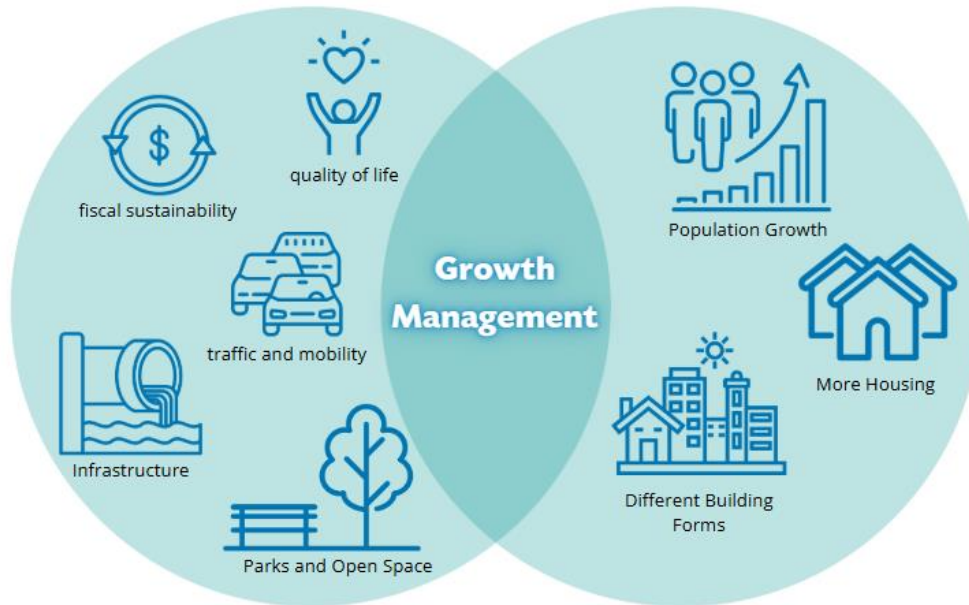 quality of life
$
fiscal sustainability
traffic and mobility
Infrastructure
Parks and Open Space
Growth
Management
Population Growth
More Housing
Different Building
Forms